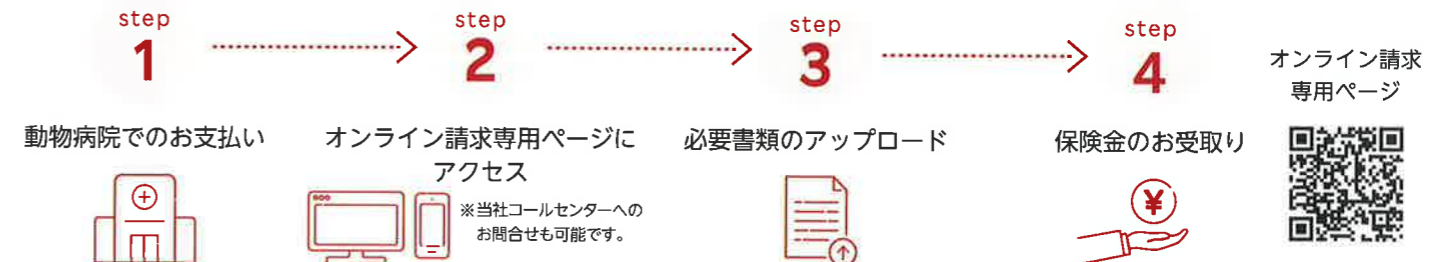 step
1
動物病院でのお支払い
step
2
オンライン請求専用ページに
アクセス
※当社コールセンターへの
お問合せも可能です。
step
3
必要書類のアップロード
step
4
保険金のお受取り
¥
オンライン請求
専用ページ